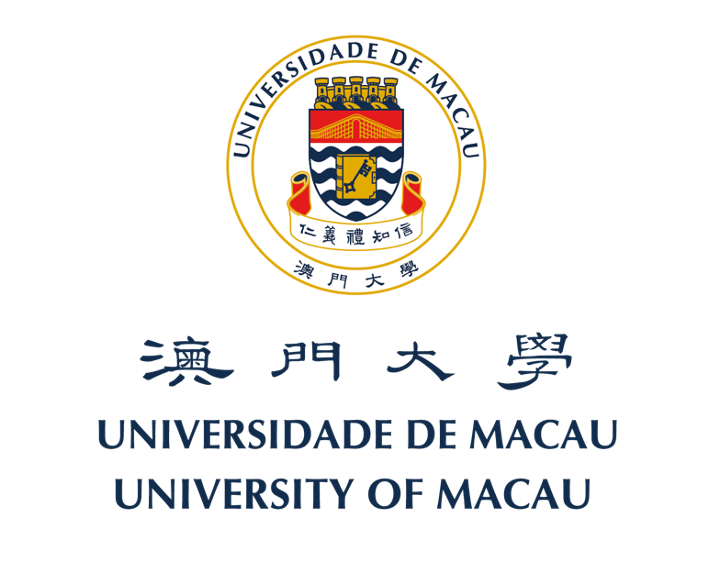 UNIVERSIDADE DE MACAU
仁義禮知信
澳門大學
澳門大學
UNIVERSIDADE DE MACAU
UNIVERSITY OF MACAU